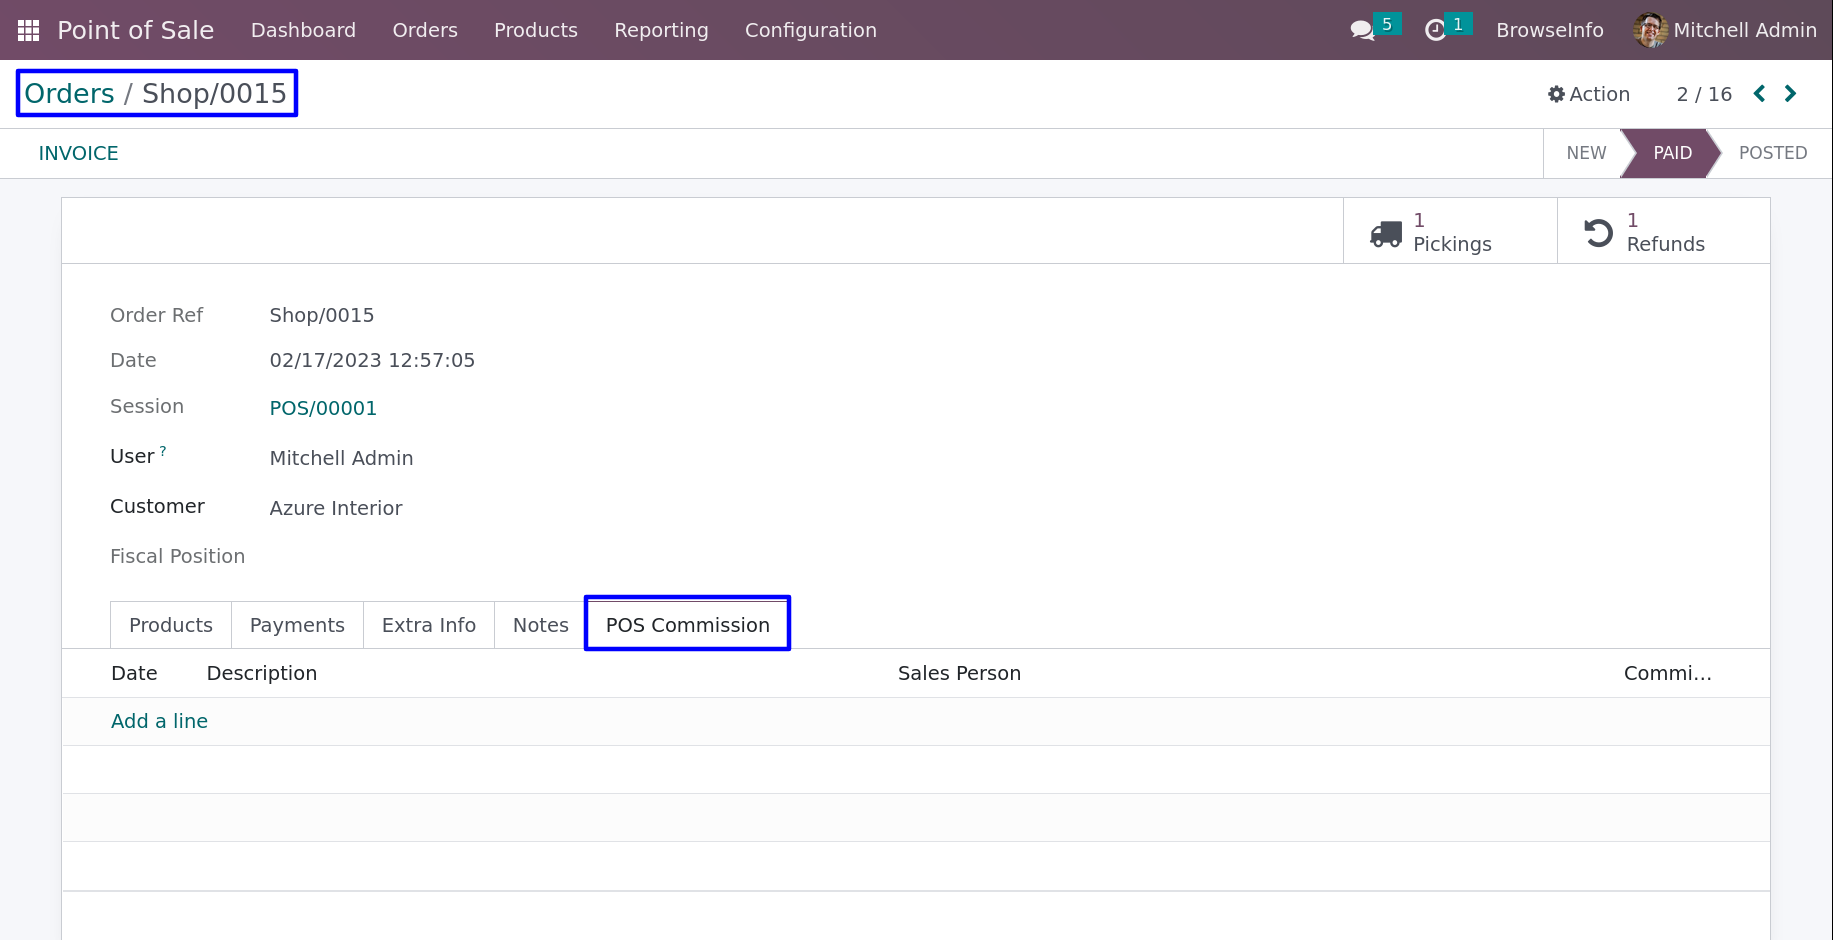 Point of Sale Dashboard Orders Products Reporting Configuration 5 1 BrowseInfo Mitchell Admin
Orders / Shop/0015 Action 2 / 16
INVOICE NEW PAID POSTED
1 1
Pickings Refunds
Order Ref Shop/0015
Date 02/17/2023 12:57:05
Session POS/00001
User ? Mitchell Admin
Customer Azure Interior
Fiscal Position
Products Payments Extra Info Notes POS Commission
Date Description Sales Person Commi...
Add a line